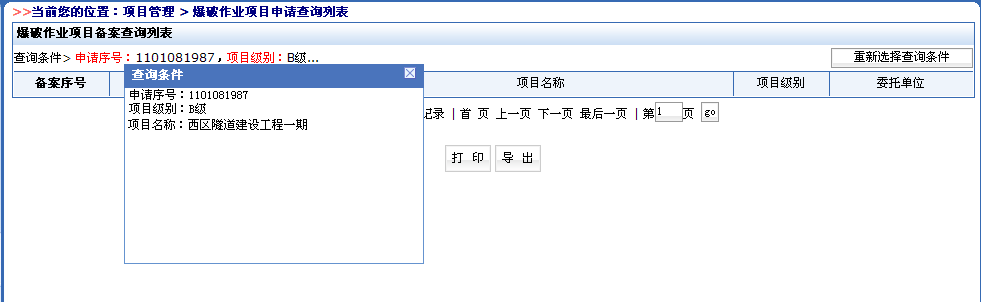 >>当前您的位置：项目管理 > 爆破作业项目申请查询列表
爆破作业项目备案查询列表
查询条件> 申请序号：1101081987，项目级别：B级... 重新选择查询条件
备案序号 项目名称 项目级别 委托单位
查询条件
申请序号：1101081987
项目级别：B级
项目名称：西区隧道建设工程一期
记录 | 首 页 上一页 下一页 最后一页 | 第1页 go
打 印 导 出